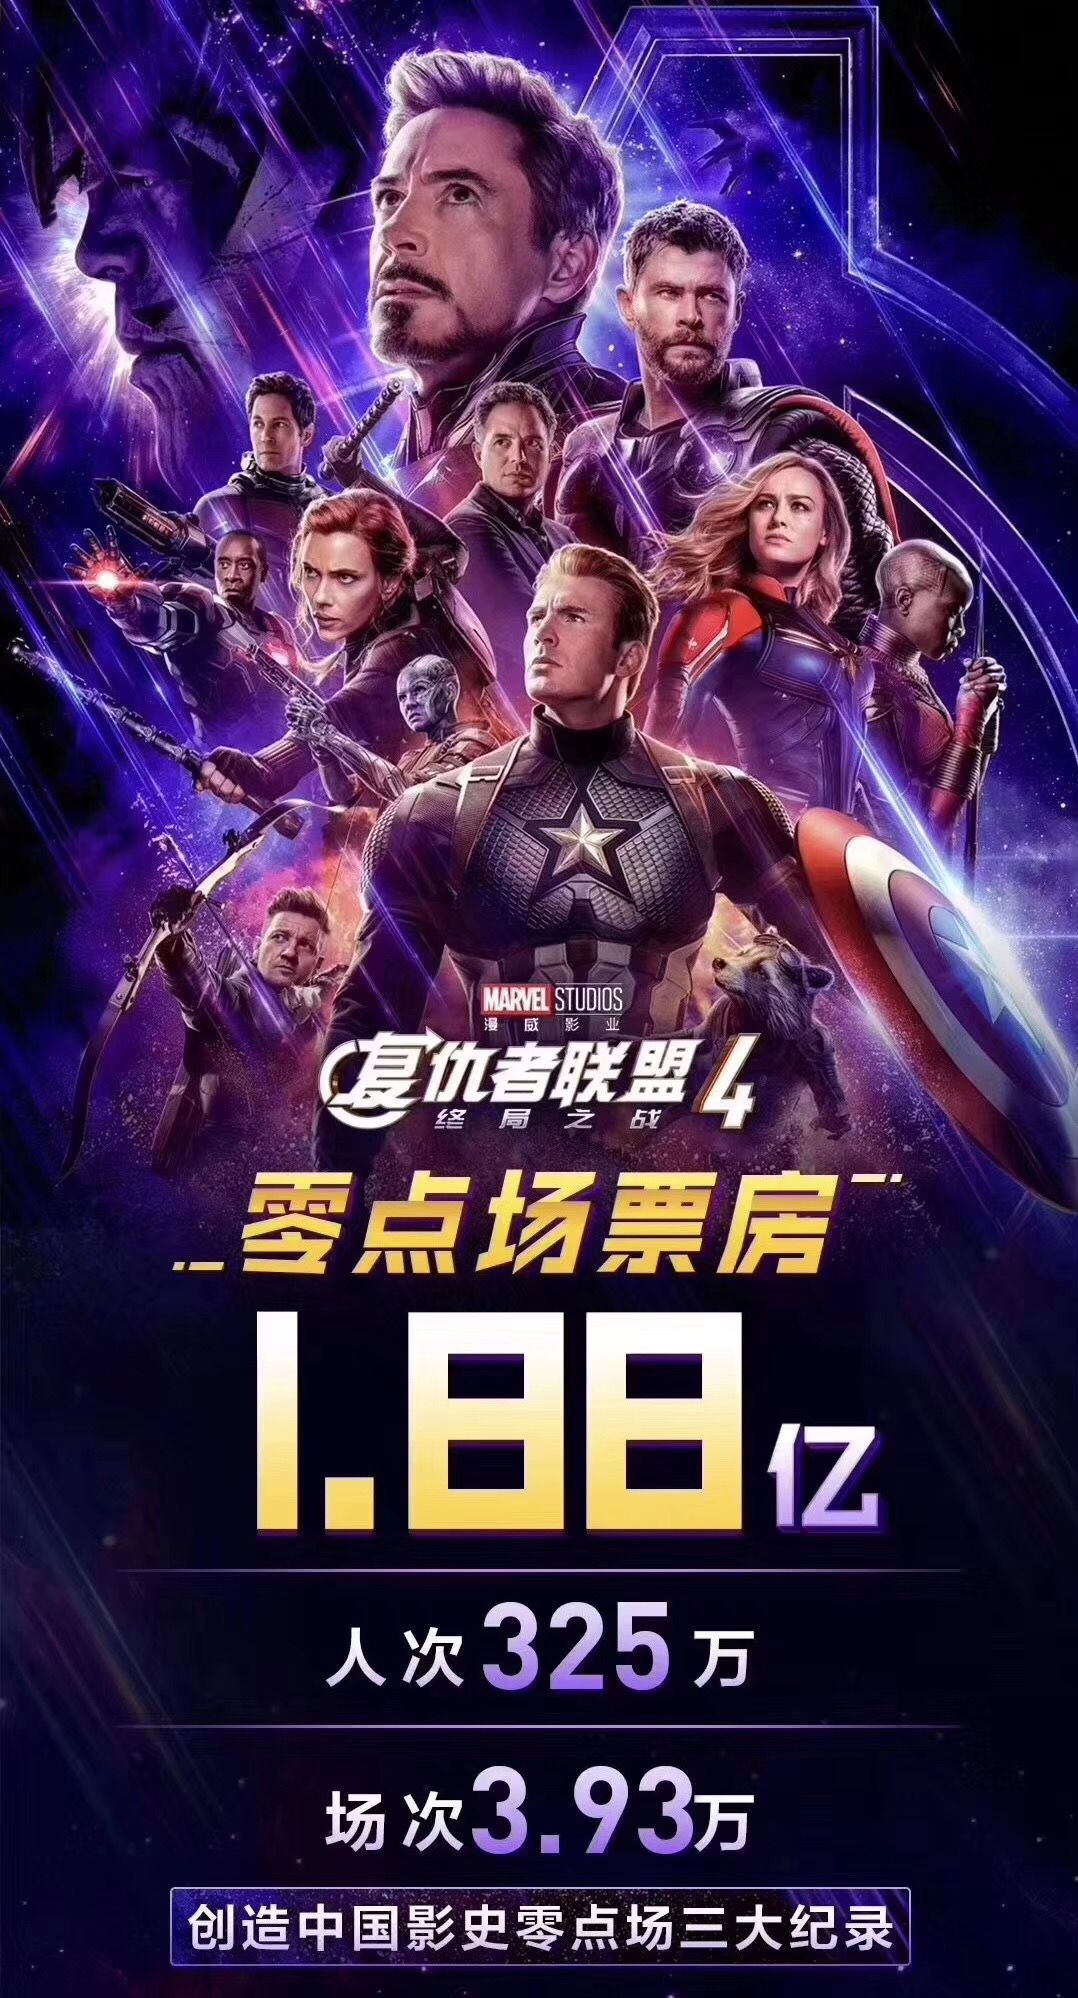 MARVEL STUDIOS
漫威影业
复仇者联盟4
终局之战
零点场票房
1.88亿
人次325万
场次3.93万
创造中国影史零点场三大纪录